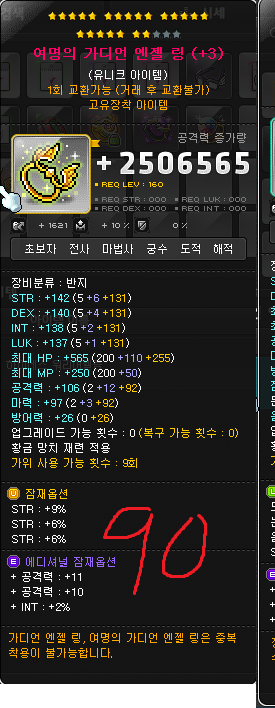 여명의 가디언 엔젤 링 (+3)
(유니크 아이템)
1회 교환가능 (거래 후 교환불가)
고유장착 아이템
공격력 증가량
+2506565
REQ LEV : 160
REQ STR : 000 REQ LUK : 000
REQ DEX : 000 REQ INT : 000
+ 1621 + 10 % 0 %
초보자 전사 마법사 궁수 도적 해적
장비분류 : 반지
STR : +142 (5 +6 +131)
DEX : +140 (5 +4 +131)
INT : +138 (5 +2 +131)
LUK : +137 (5 +1 +131)
최대 HP : +565 (200 +110 +255)
최대 MP : +250 (200 +50)
공격력 : +106 (2 +12 +92)
마력 : +97 (2 +3 +92)
방어력 : +26 (0 +26)
업그레이드 가능 횟수 : 0 (복구 가능 횟수 : 0)
황금 망치 재련 적용
가위 사용 가능 횟수 : 9회
잠재옵션
STR : +9%
STR : +6%
STR : +6%
90
E 에디셔널 잠재옵션
+ 공격력 : +11
+ 공격력 : +10
+ INT : +2%
가디언 엔젤 링, 여명의 가디언 엔젤 링은 중복
착용이 불가능합니다.